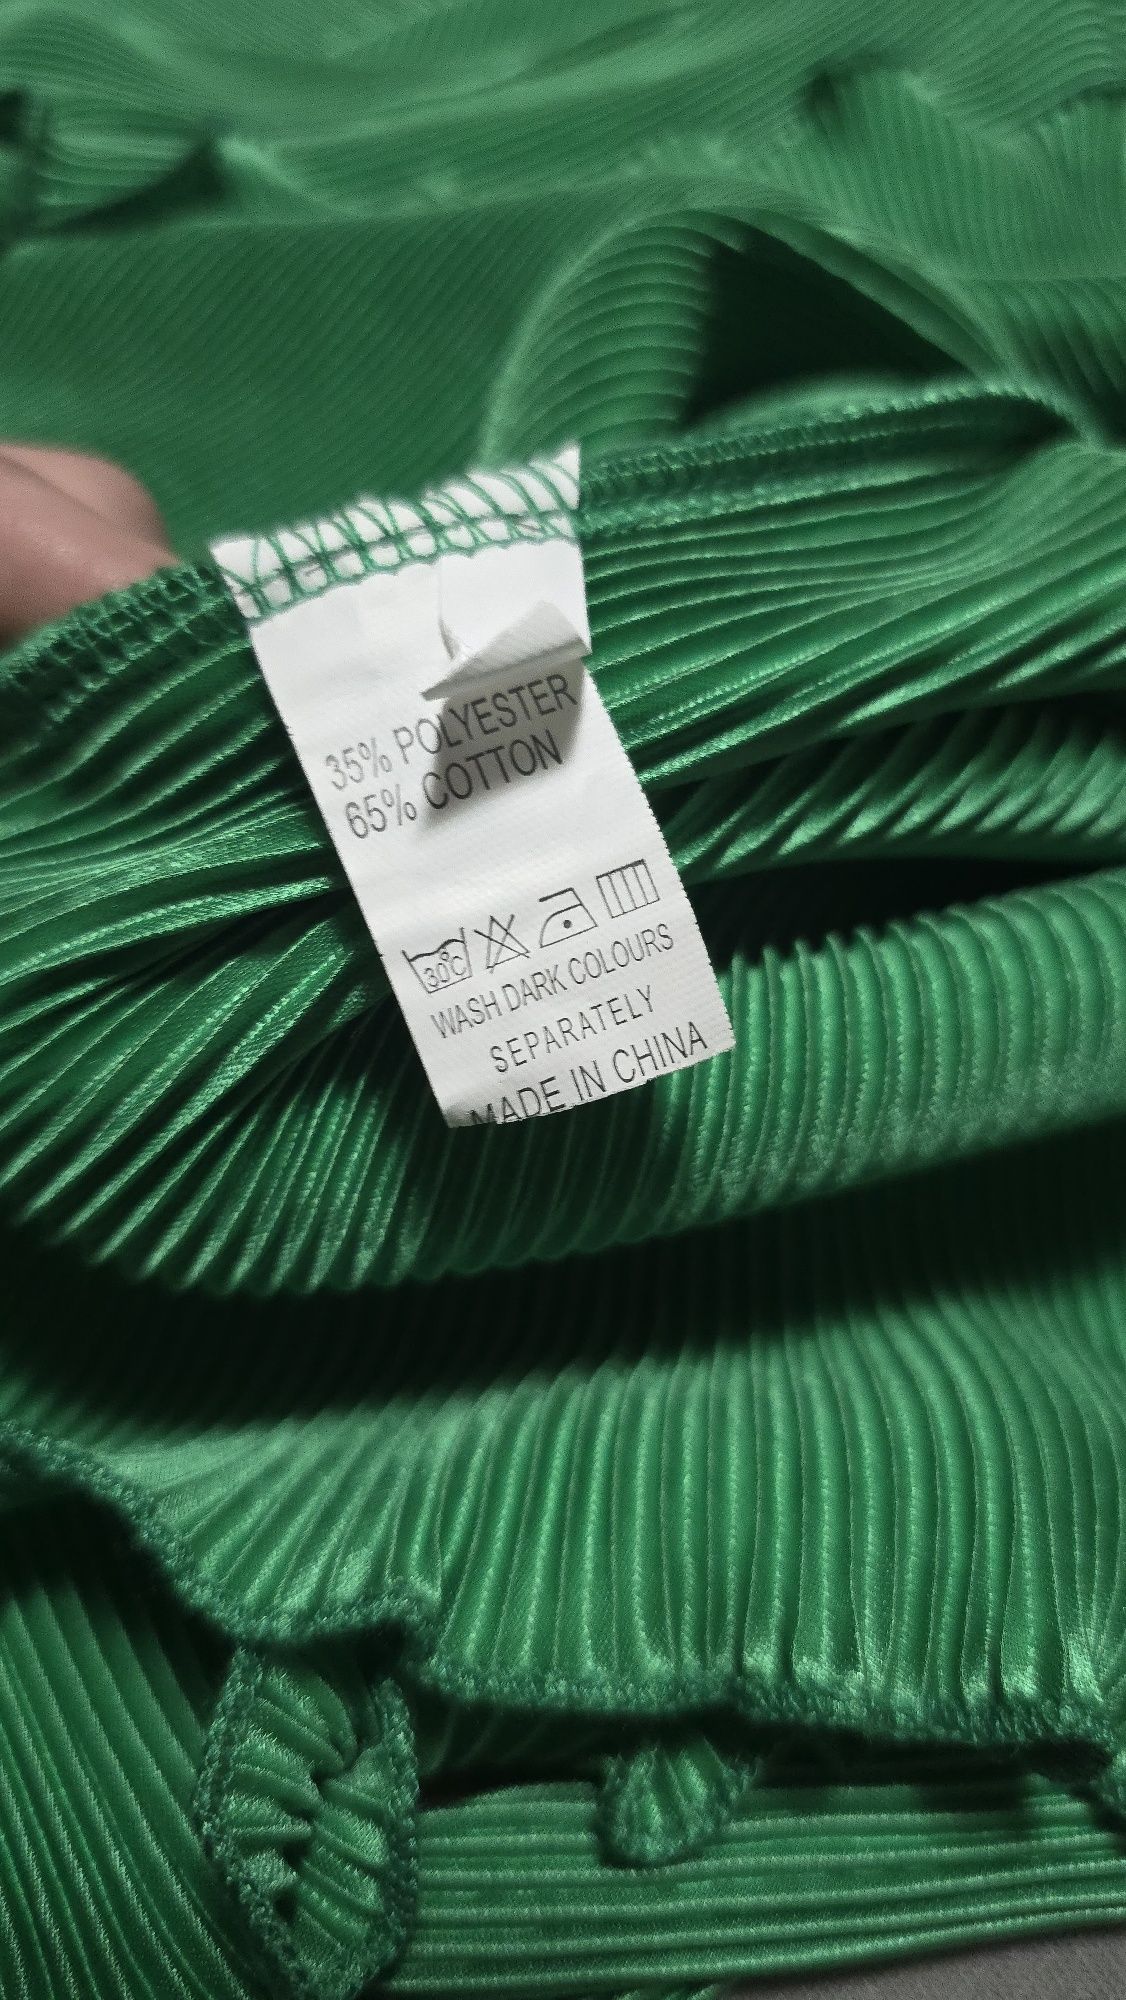 35% POLYESTER
65% COTTON
30°C
WASH DARK COLOURS
SEPARATELY
MADE IN CHINA